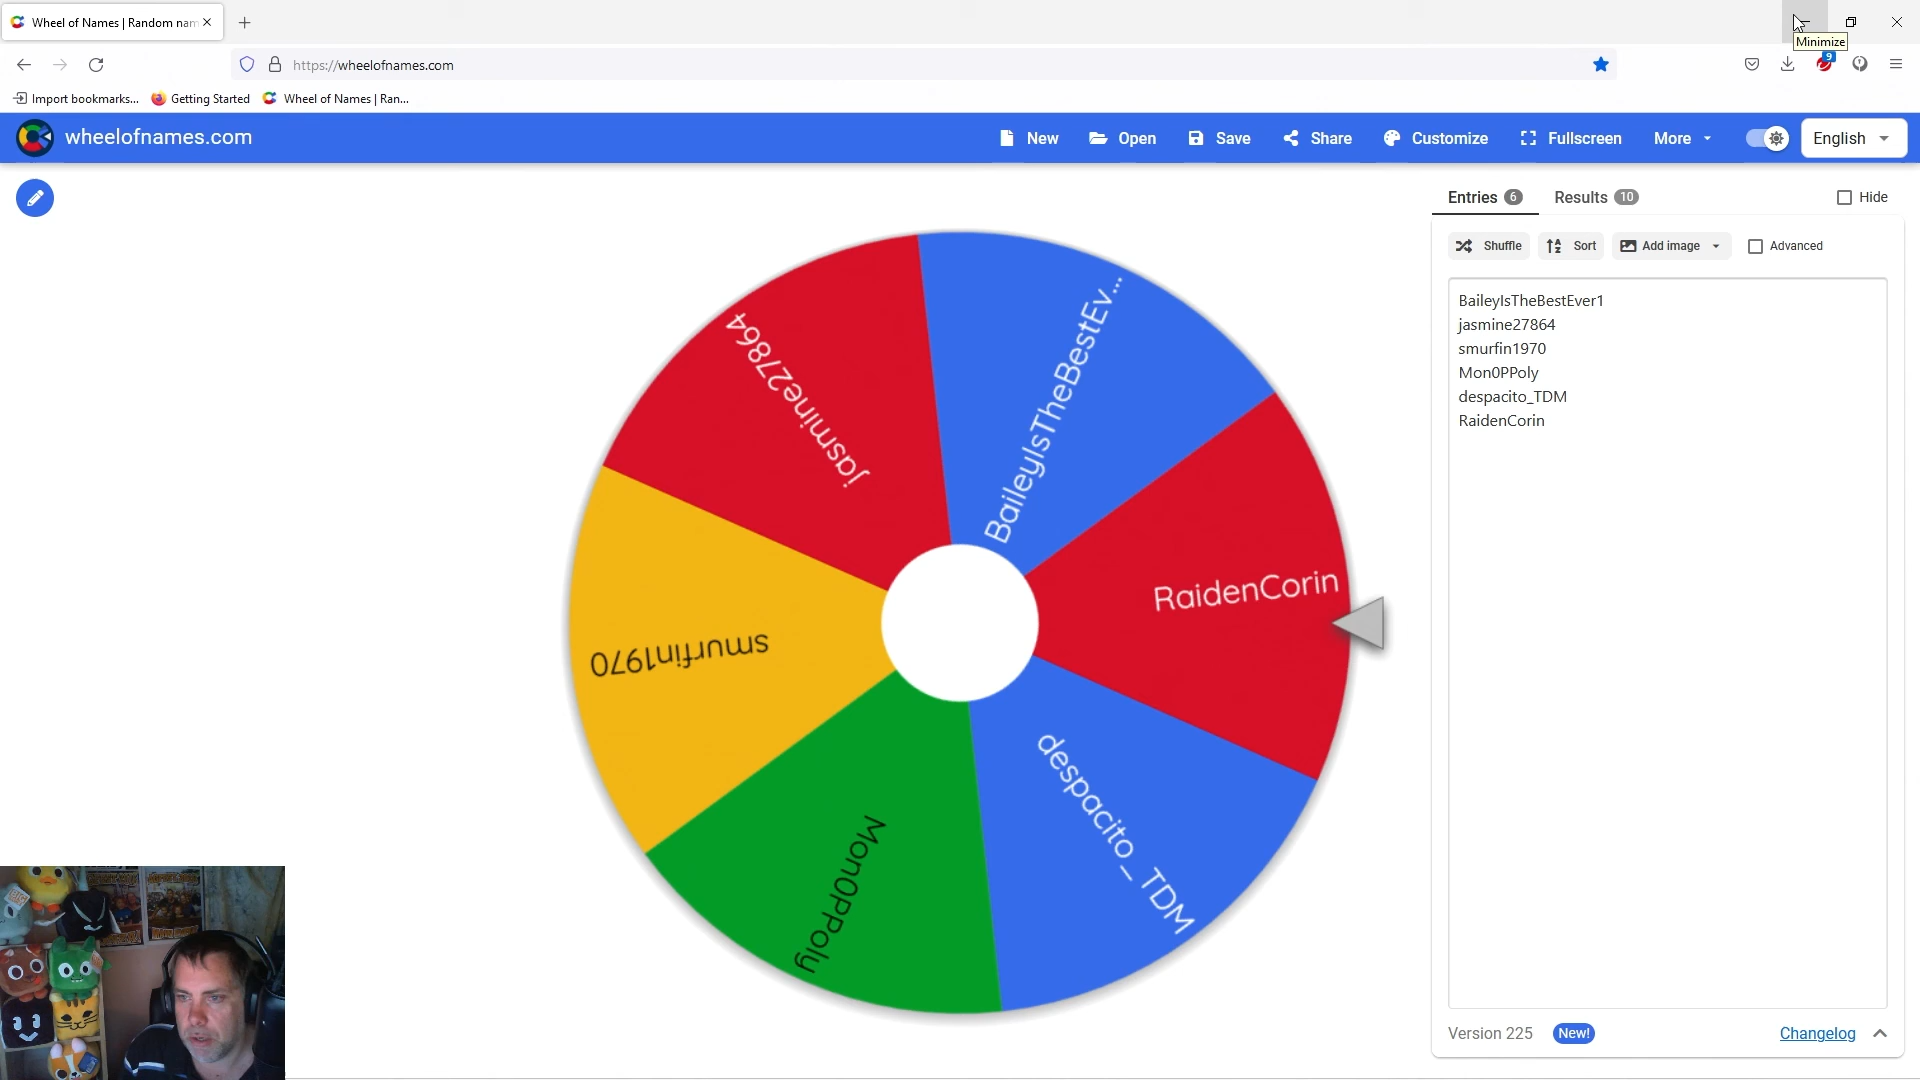 Wheel of Names | Random nam
Minimize
https://wheelofnames.com
9
Import bookmarks...
Getting Started
Wheel of Names | Ran...
wheelofnames.com
New
Open
Save
Share
Customize
Fullscreen
More
English
Entries 6
Results 10
Hide
Shuffle
Sort
Add image
Advanced
BaileyIsTheBestEver1
jasmine27864
smurfin1970
Mon0PPoly
despacito_TDM
RaidenCorin
BaileyIsTheBestEv...
jasmine27864
RaidenCorin
smurfin1970
despacito_TDM
Mon0PPoly
Version 225
New!
Changelog